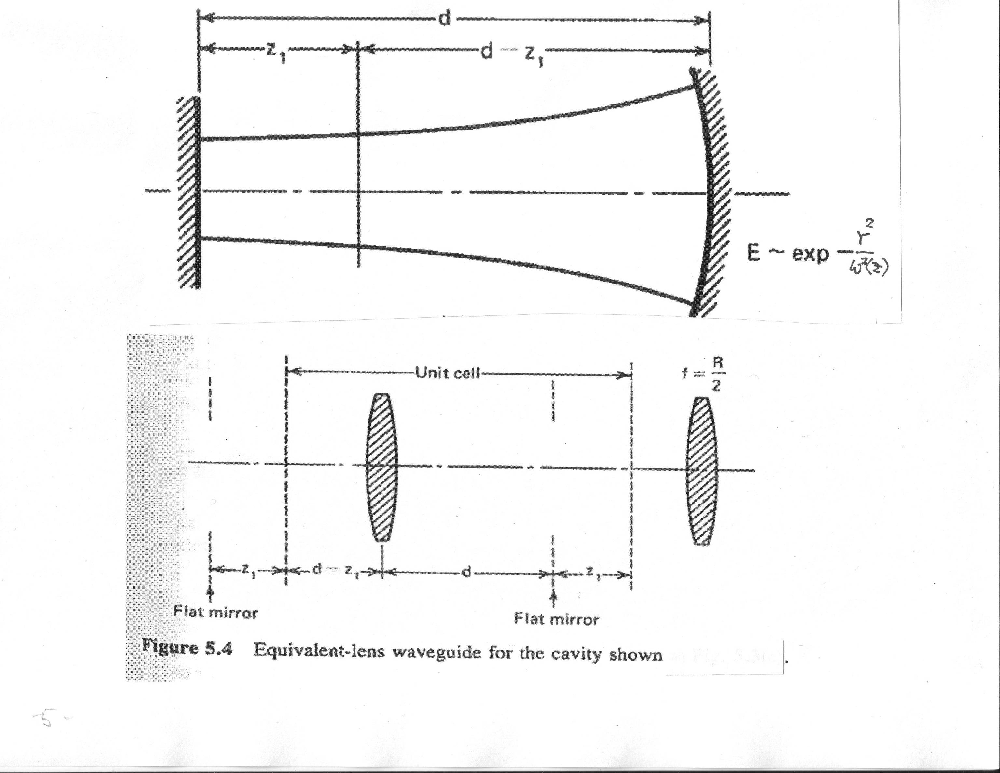 d
z₁ d - z₁
E ~ exp - r² / ω²(z)
Unit cell
f = R / 2
z₁ d - z₁ d z₁
Flat mirror
Flat mirror
Figure 5.4 Equivalent-lens waveguide for the cavity shown
.
-5-